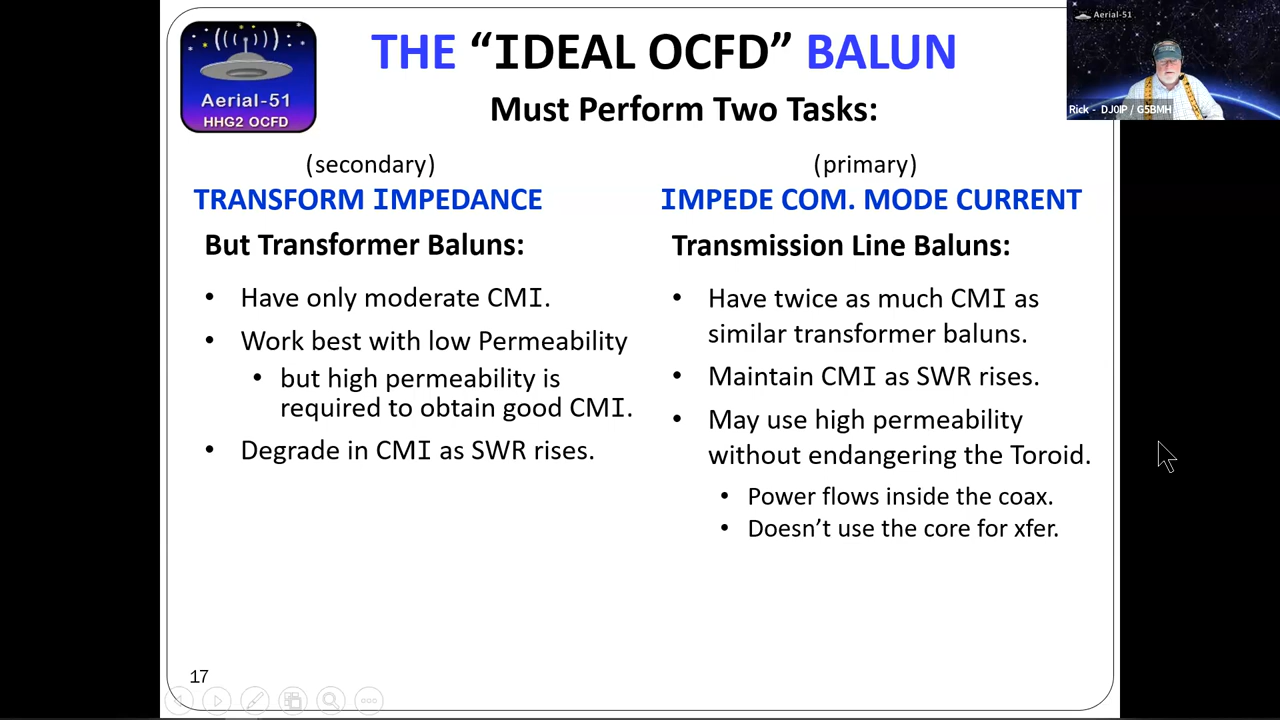 THE “IDEAL OCFD” BALUN
Must Perform Two Tasks:
Aerial-51
HHG2 OCFD
Aerial-51
Rick - DJ0IP / G5BMH
(secondary)
TRANSFORM IMPEDANCE
But Transformer Baluns:
• Have only moderate CMI.
• Work best with low Permeability
• but high permeability is
required to obtain good CMI.
• Degrade in CMI as SWR rises.
(primary)
IMPEDE COM. MODE CURRENT
Transmission Line Baluns:
• Have twice as much CMI as
similar transformer baluns.
• Maintain CMI as SWR rises.
• May use high permeability
without endangering the Toroid.
• Power flows inside the coax.
• Doesn’t use the core for xfer.
17